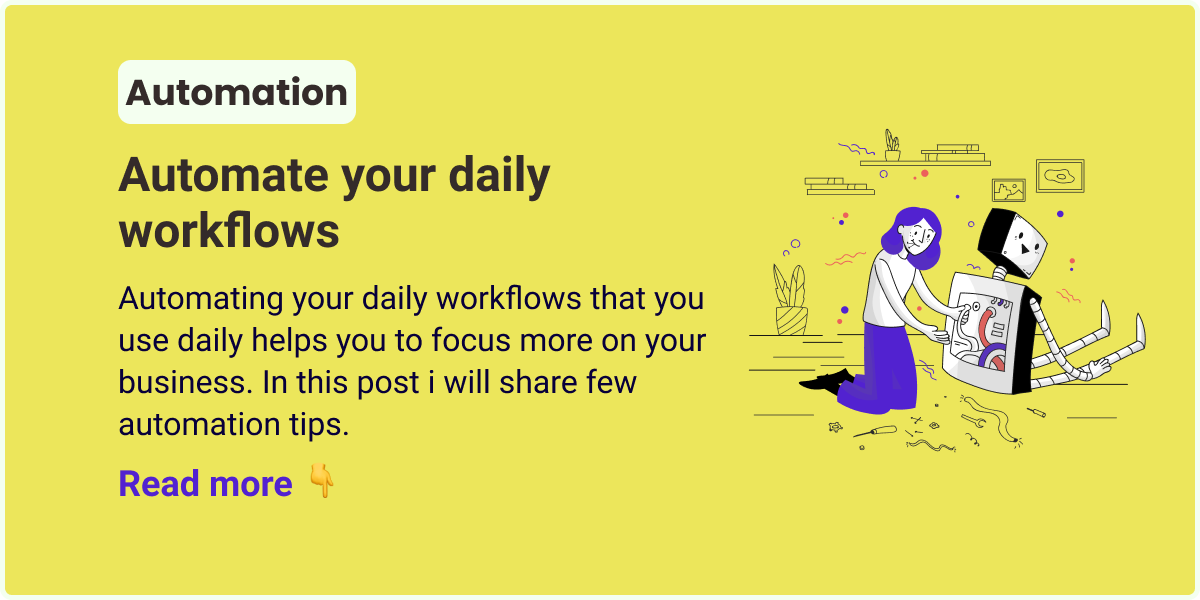 Automation
Automate your daily
workflows
Automating your daily workflows that you
use daily helps you to focus more on your
business. In this post i will share few
automation tips.
Read more 👇